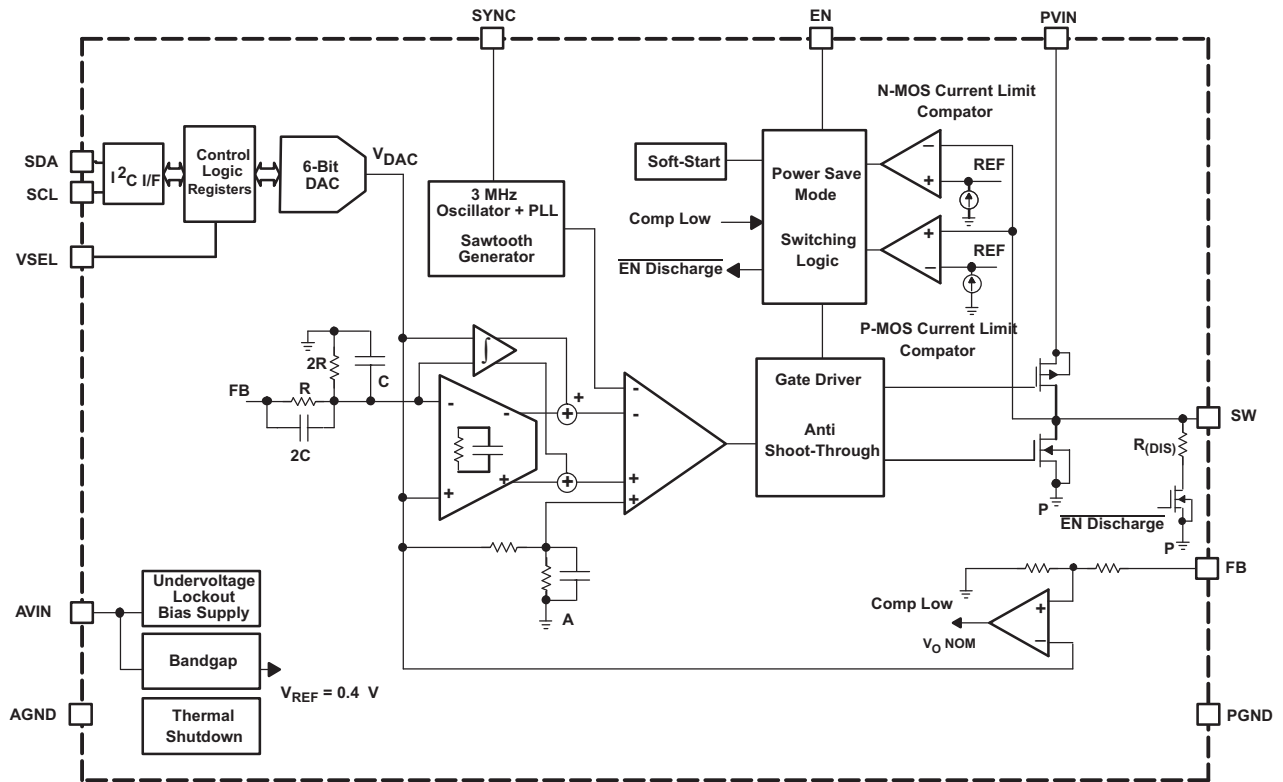 SYNC
EN
PVIN
N-MOS Current Limit
Compator
SDA
SCL
I²C I/F
Control
Logic
Registers
6-Bit
DAC
VDAC
Soft-Start
Power Save
Mode
Switching
Logic
REF
3 MHz
Oscillator + PLL
Sawtooth
Generator
Comp Low
EN Discharge
REF
VSEL
P-MOS Current Limit
Compator
2R
C
FB
R
2C
∫
-
-
+
+
+
+
+
-
-
+
+
-
+
+
-
Gate Driver
Anti
Shoot-Through
SW
R(DIS)
P
EN Discharge
P
FB
A
Comp Low
VO NOM
+
-
AVIN
Undervoltage
Lockout
Bias Supply
Bandgap
VREF = 0.4 V
AGND
Thermal
Shutdown
PGND